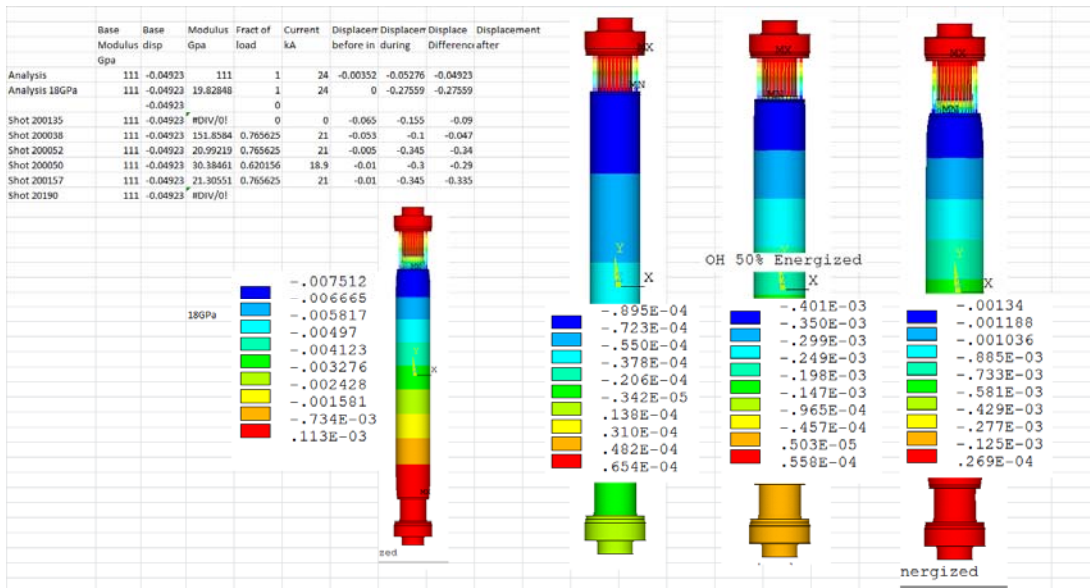 Base Base Modulus Fract of Current Displacem Displacem Displace Displacement
Modulus disp Gpa load kA before in during Difference after
Gpa
Analysis 111 -0.04923 111 1 24 -0.00352 -0.05276 -0.04923
Analysis 18GPa 111 -0.04923 19.82848 1 24 0 -0.27559 -0.27559
-0.04923 0
Shot 200135 111 -0.04923 #DIV/0! 0 0 -0.065 -0.155 -0.09
Shot 200038 111 -0.04923 151.8584 0.765625 21 -0.053 -0.1 -0.047
Shot 200052 111 -0.04923 20.99219 0.765625 21 -0.005 -0.345 -0.34
Shot 200050 111 -0.04923 30.38461 0.620156 18.9 -0.01 -0.3 -0.29
Shot 200157 111 -0.04923 21.30551 0.765625 21 -0.01 -0.345 -0.335
Shot 20190 111 -0.04923 #DIV/0!
18GPa
-.007512
-.006665
-.005817
-.00497
-.004123
-.003276
-.002428
-.001581
-.734E-03
.113E-03
MN
Y
X
zed
MX
MN
Y
X
-.895E-04
-.723E-04
-.550E-04
-.378E-04
-.206E-04
-.342E-05
.138E-04
.310E-04
.482E-04
.654E-04
MX
MN
OH 50% Energized
Y
X
-.401E-03
-.350E-03
-.299E-03
-.249E-03
-.198E-03
-.147E-03
-.965E-04
-.457E-04
.503E-05
.558E-04
MX
MN
Y
X
-.00134
-.001188
-.001036
-.885E-03
-.733E-03
-.581E-03
-.429E-03
-.277E-03
-.125E-03
.269E-04
nergized